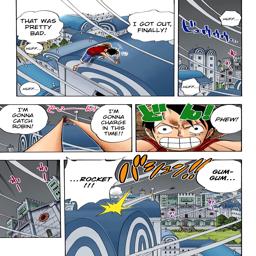 I GOT OUT,
FINALLY!
THAT WAS
PRETTY
BAD.
HUFF...
HUFF...
HUFF...
HUFF...
PHEW!
I'M
GONNA
CHARGE
IN THIS
TIME!!
I'M
GONNA
CATCH
ROBIN!
GUM-
GUM...
...ROCKET
!!!